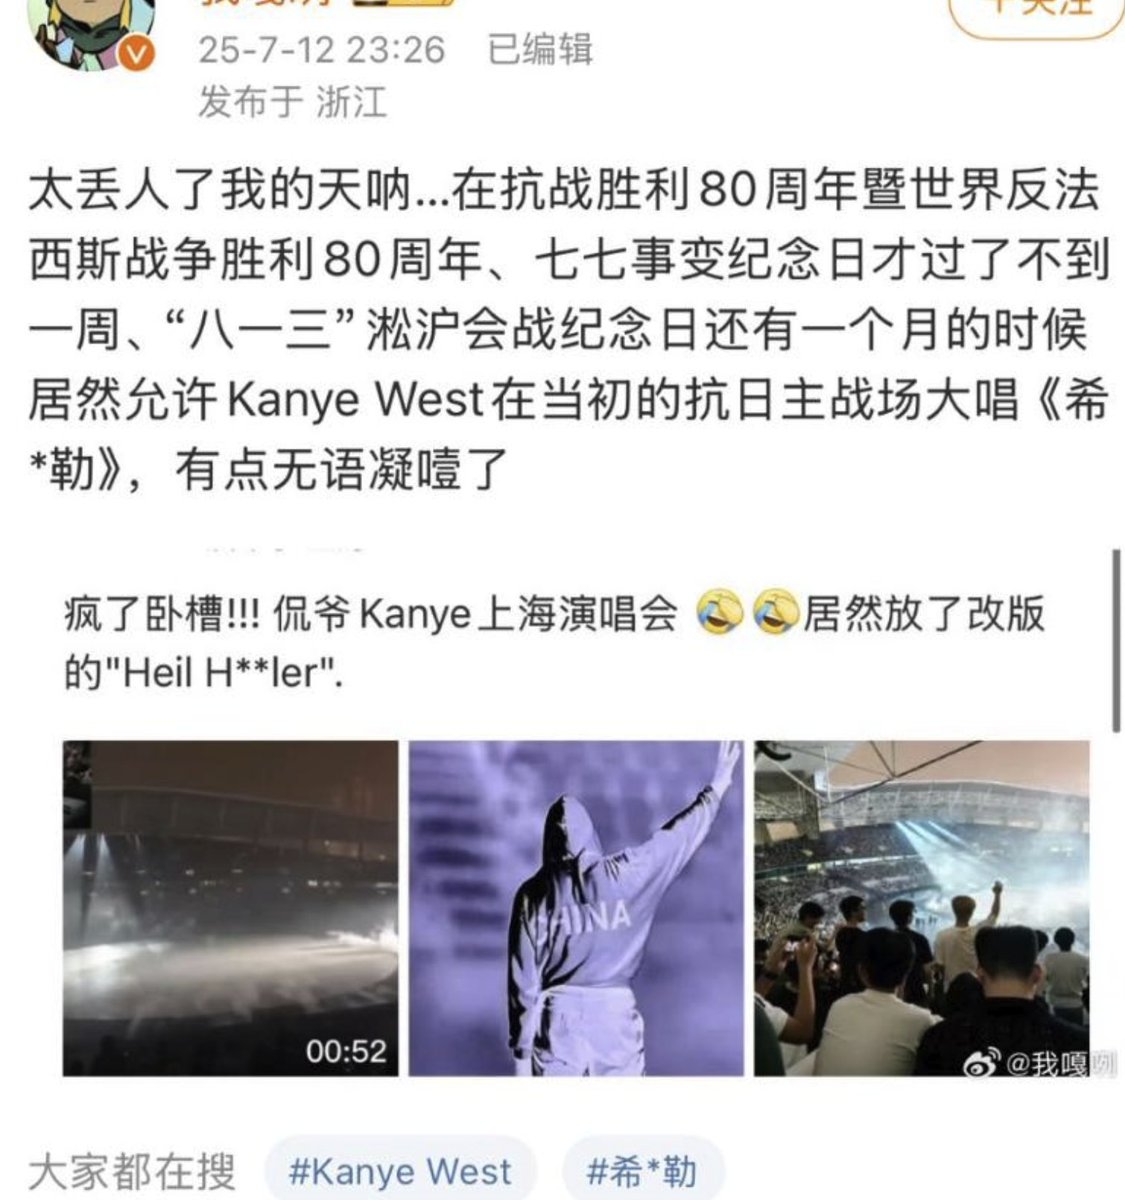 25-7-12 23:26 已编辑
发布于 浙江
太丢人了我的天呐...在抗战胜利80周年暨世界反法
西斯战争胜利80周年、七七事变纪念日才过了不到
一周、“八一三”淞沪会战纪念日还有一个月的时候
居然允许Kanye West在当初的抗日主战场大唱《希
*勒》，有点无语凝噎了
疯了卧槽!!! 侃爷Kanye上海演唱会 🤣🤣居然放了改版
的"Heil H**ler".
CHINA
00:52
@我嘎咧
大家都在搜 #Kanye West #希*勒